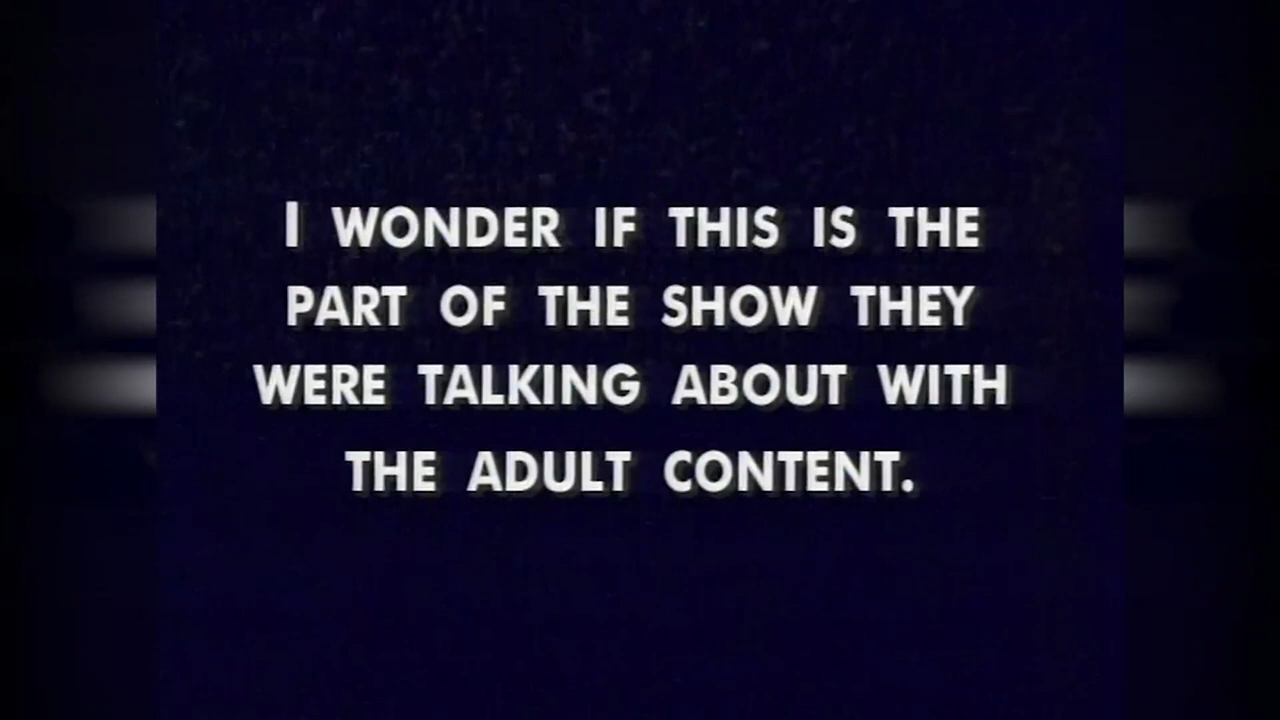 I WONDER IF THIS IS THE
PART OF THE SHOW THEY
WERE TALKING ABOUT WITH
THE ADULT CONTENT.